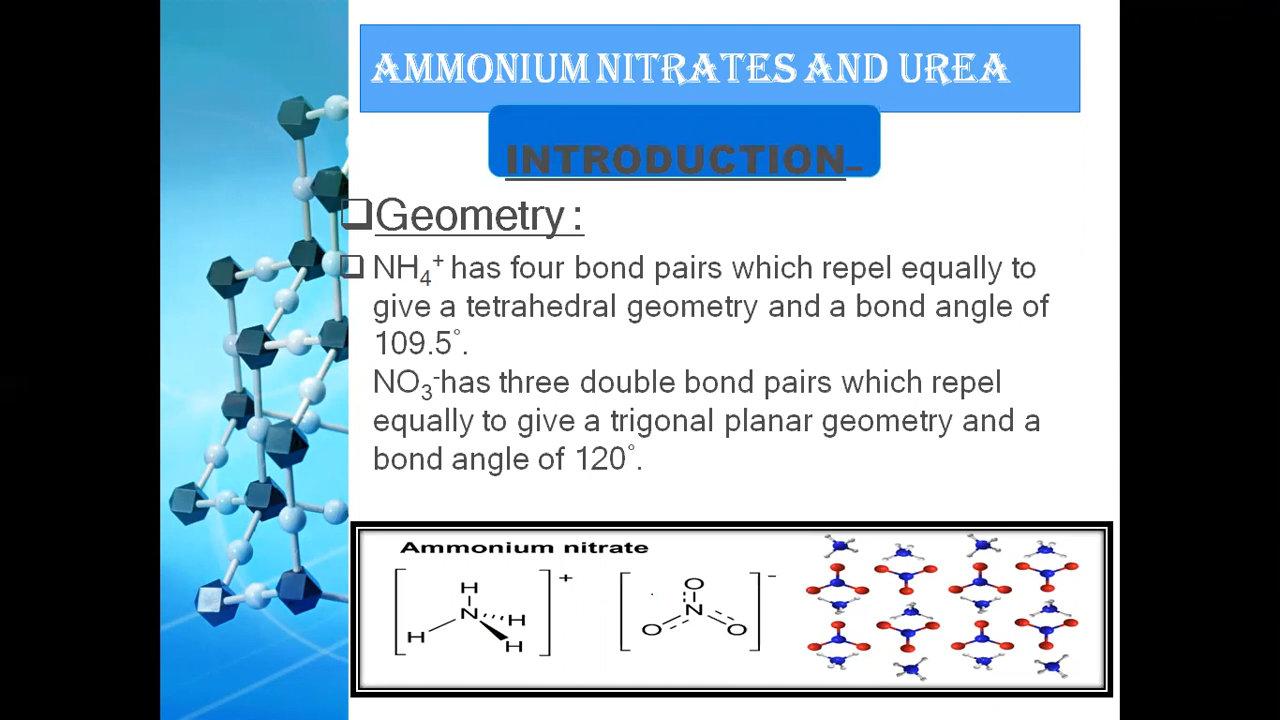 AMMONIUM NITRATES AND UREA
INTRODUCTION-
❑Geometry:
❑ NH₄⁺ has four bond pairs which repel equally to
give a tetrahedral geometry and a bond angle of
109.5°.
NO₃⁻has three double bond pairs which repel
equally to give a trigonal planar geometry and a
bond angle of 120°.
Ammonium nitrate
H
N H
H
H
+
O
N
O O
-